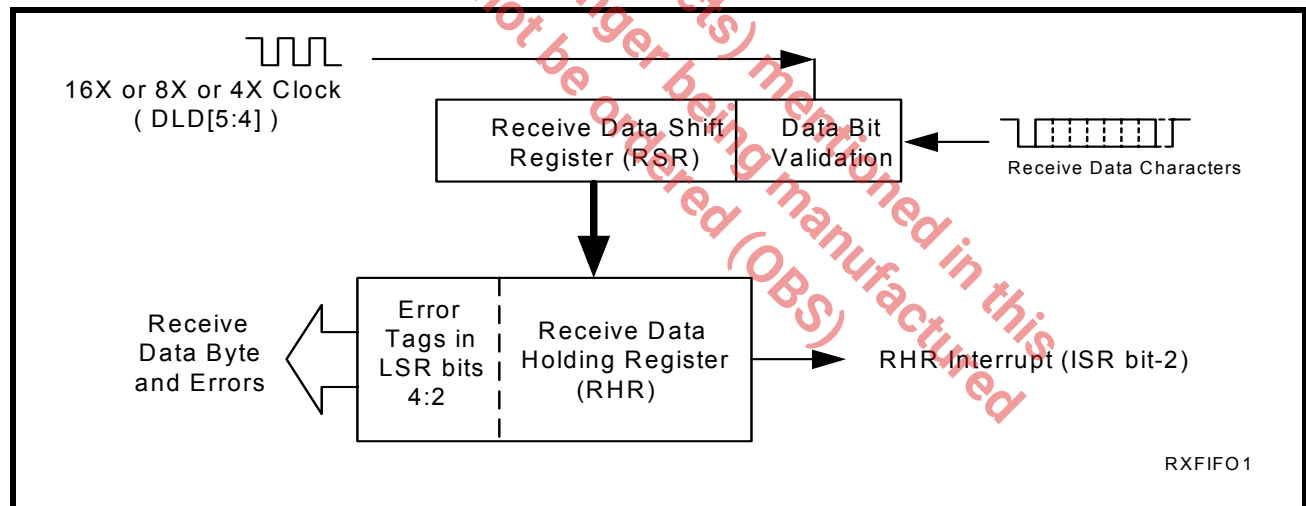 16X or 8X or 4X Clock
( DLD[5:4] )
Receive Data Shift
Register (RSR)
Data Bit
Validation
Receive Data Characters
Receive
Data Byte
and Errors
Error
Tags in
LSR bits
4:2
Receive Data
Holding Register
(RHR)
RHR Interrupt (ISR bit-2)
RXFIFO1
cts) mentioned in this
nger being manufactured
not be ordered (OBS)